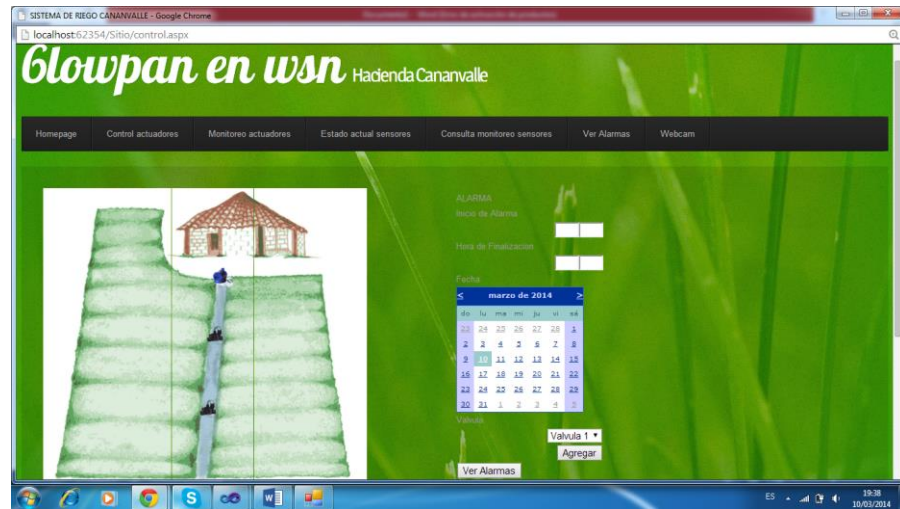 SISTEMA DE RIEGO CANANVALLE - Google Chrome
localhost:62354/Sitio/control.aspx
6lowpan en wsn Hacienda Cananvalle
Homepage Control actuadores Monitoreo actuadores Estado actual sensores Consulta monitoreo sensores Ver Alarmas Webcam
ALARMA
Inicio de Alarma
Hora de Finalizacion
Fecha
< marzo de 2014 >
do lu ma mi ju vi sá
23 24 25 26 27 28 1
2 3 4 5 6 7 8
9 10 11 12 13 14 15
16 17 18 19 20 21 22
23 24 25 26 27 28 29
30 31 1 2 3 4 5
Valvula
Valvula 1
Agregar
Ver Alarmas
ES 19:38
10/03/2014